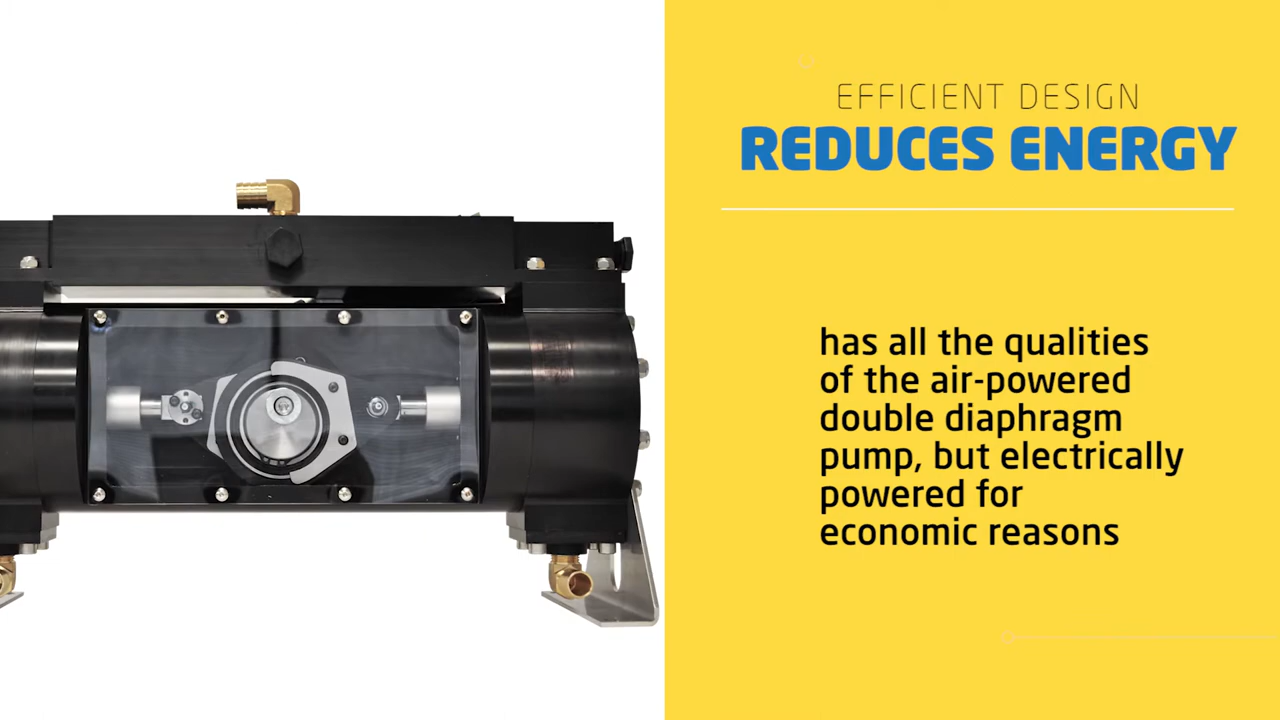 EFFICIENT DESIGN
REDUCES ENERGY
has all the qualities
of the air-powered
double diaphragm
pump, but electrically
powered for
economic reasons